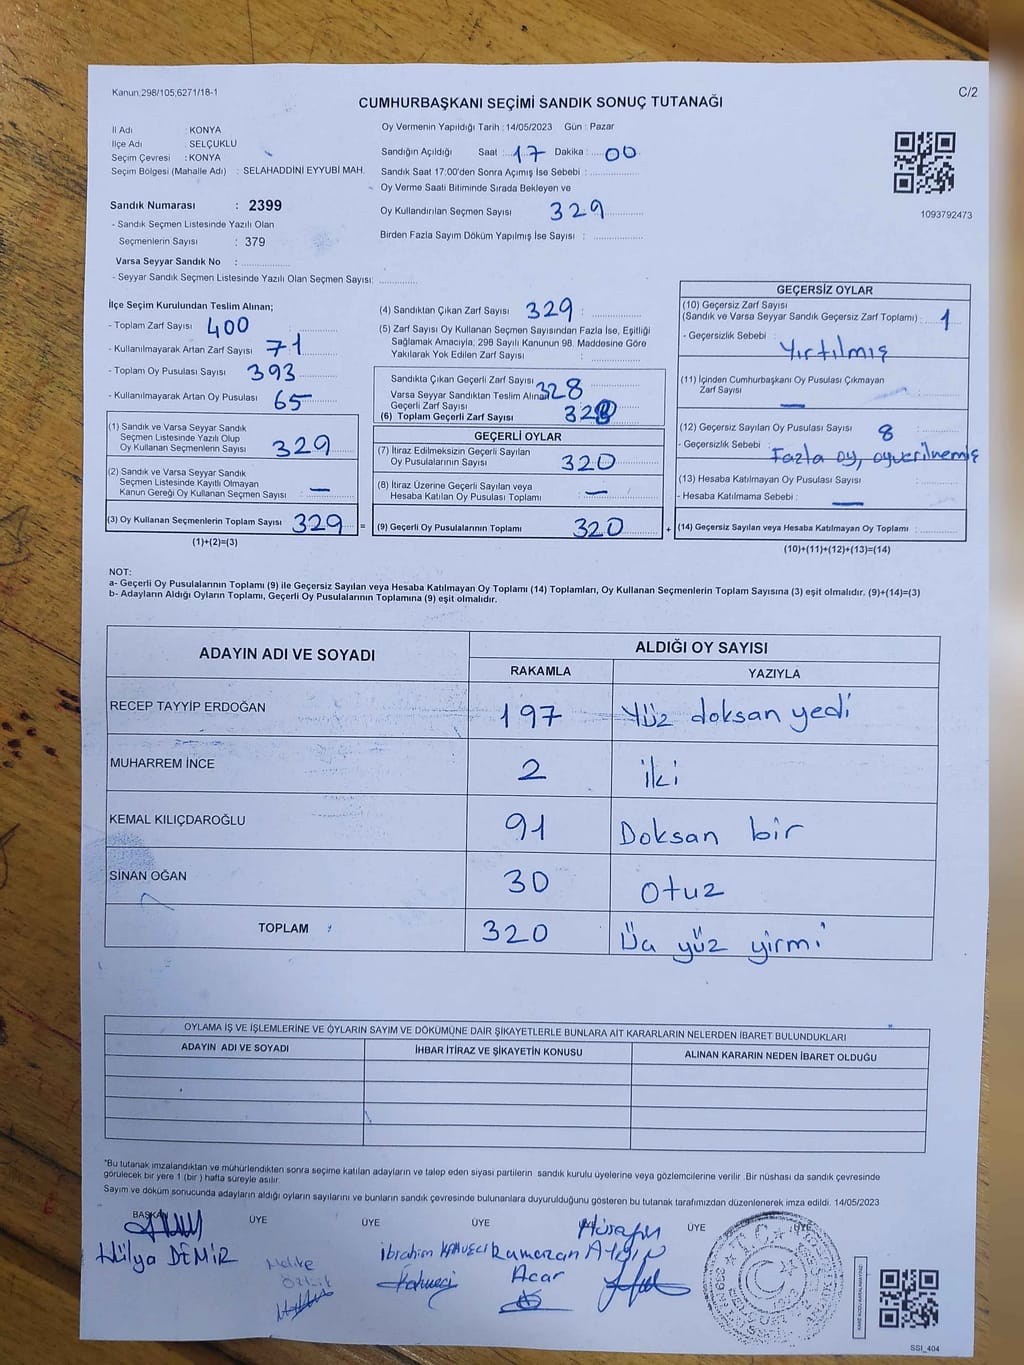 Kanun:298/105;6271/18-1
C/2
CUMHURBAŞKANI SEÇİMİ SANDIK SONUÇ TUTANAĞI
İl Adı : KONYA
İlçe Adı : SELÇUKLU
Seçim Çevresi : KONYA
Seçim Bölgesi (Mahalle Adı) : SELAHADDİNİ EYYUBİ MAH.
Sandık Numarası : 2399
- Sandık Seçmen Listesinde Yazılı Olan
Seçmenlerin Sayısı : 379
Varsa Seyyar Sandık No :
- Seyyar Sandık Seçmen Listesinde Yazılı Olan Seçmen Sayısı:
Oy Vermenin Yapıldığı Tarih :14/05/2023 Gün : Pazar
Sandığın Açıldığı Saat : 17 Dakika : 00
Sandık Saat 17:00'den Sonra Açımış İse Sebebi :
Oy Verme Saati Bitiminde Sırada Bekleyen ve
Oy Kullandırılan Seçmen Sayısı 329
Birden Fazla Sayım Döküm Yapılmış İse Sayısı :
1093792473
İlçe Seçim Kurulundan Teslim Alınan;
- Toplam Zarf Sayısı 400
- Kullanılmayarak Artan Zarf Sayısı 71
- Toplam Oy Pusulası Sayısı 393
- Kullanılmayarak Artan Oy Pusulası 65
(1) Sandık ve Varsa Seyyar Sandık
Seçmen Listesinde Yazılı Olup
Oy Kullanan Seçmenlerin Sayısı 329
(2) Sandık ve Varsa Seyyar Sandık
Seçmen Listesinde Kayıtlı Olmayan
Kanun Gereği Oy Kullanan Seçmen Sayısı : —
(3) Oy Kullanan Seçmenlerin Toplam Sayısı 329
(1)+(2)=(3)
(4) Sandıktan Çıkan Zarf Sayısı 329
(5) Zarf Sayısı Oy Kullanan Seçmen Sayısından Fazla İse, Eşitliği
Sağlamak Amacıyla; 298 Sayılı Kanunun 98. Maddesine Göre
Yakılarak Yok Edilen Zarf Sayısı :
Sandıkta Çıkan Geçerli Zarf Sayısı 328
Varsa Seyyar Sandıktan Teslim Alınan
Geçerli Zarf Sayısı
(6) Toplam Geçerli Zarf Sayısı 328
=
GEÇERLİ OYLAR
(7) İtiraz Edilmeksizin Geçerli Sayılan
Oy Pusulalarının Sayısı 320
(8) İtiraz Üzerine Geçerli Sayılan veya
Hesaba Katılan Oy Pusulası Toplamı —
(9) Geçerli Oy Pusulalarının Toplamı 320
+
GEÇERSİZ OYLAR
(10) Geçersiz Zarf Sayısı
(Sandık ve Varsa Seyyar Sandık Geçersiz Zarf Toplamı) : 1
- Geçersizlik Sebebi : Yırtılmış
(11) İçinden Cumhurbaşkanı Oy Pusulası Çıkmayan
Zarf Sayısı —
(12) Geçersiz Sayılan Oy Pusulası Sayısı 8
- Geçersizlik Sebebi : Fazla oy, oyverilnemiş
(13) Hesaba Katılmayan Oy Pusulası Sayısı
- Hesaba Katılmama Sebebi : —
(14) Geçersiz Sayılan veya Hesaba Katılmayan Oy Toplamı :
(10)+(11)+(12)+(13)=(14)
NOT:
a- Geçerli Oy Pusulalarının Toplamı (9) ile Geçersiz Sayılan veya Hesaba Katılmayan Oy Toplamı (14) Toplamları, Oy Kullanan Seçmenlerin Toplam Sayısına (3) eşit olmalıdır. (9)+(14)=(3)
b- Adayların Aldığı Oyların Toplamı, Geçerli Oy Pusulalarının Toplamına (9) eşit olmalıdır.
ADAYIN ADI VE SOYADI
ALDIĞI OY SAYISI
RAKAMLA YAZIYLA
RECEP TAYYİP ERDOĞAN 197 Yüz doksan yedi
MUHARREM İNCE 2 iki
KEMAL KILIÇDAROĞLU 91 Doksan bir
SİNAN OĞAN 30 otuz
TOPLAM 320 Üa yüz yirmi
OYLAMA İŞ VE İŞLEMLERİNE VE OYLARIN SAYIM VE DÖKÜMÜNE DAİR ŞİKAYETLERLE BUNLARA AİT KARARLARIN NELERDEN İBARET BULUNDUKLARI
ADAYIN ADI VE SOYADI İHBAR İTİRAZ VE ŞİKAYETİN KONUSU ALINAN KARARIN NEDEN İBARET OLDUĞU
*Bu tutanak imzalandıktan ve mühürlendikten sonra seçime katılan adayların ve talep eden siyasi partilerin sandık kurulu üyelerine veya gözlemcilerine verilir .Bir nüshası da sandık çevresinde
görülecek bir yere 1 (bir ) hafta süreyle asılır.
Sayım ve döküm sonucunda adayların aldığı oyların sayılarını ve bunların sandık çevresinde bulunanlara duyurulduğunu gösteren bu tutanak tarafımızdan düzenlenerek imza edildi. 14/05/2023
BAŞKAN ÜYE ÜYE ÜYE ÜYE ÜYE ÜYE
Hülya DEMİR
İbrahim KAHVECİ
Kahveci
Ramazan
Acar
T.C.
SSİ_404